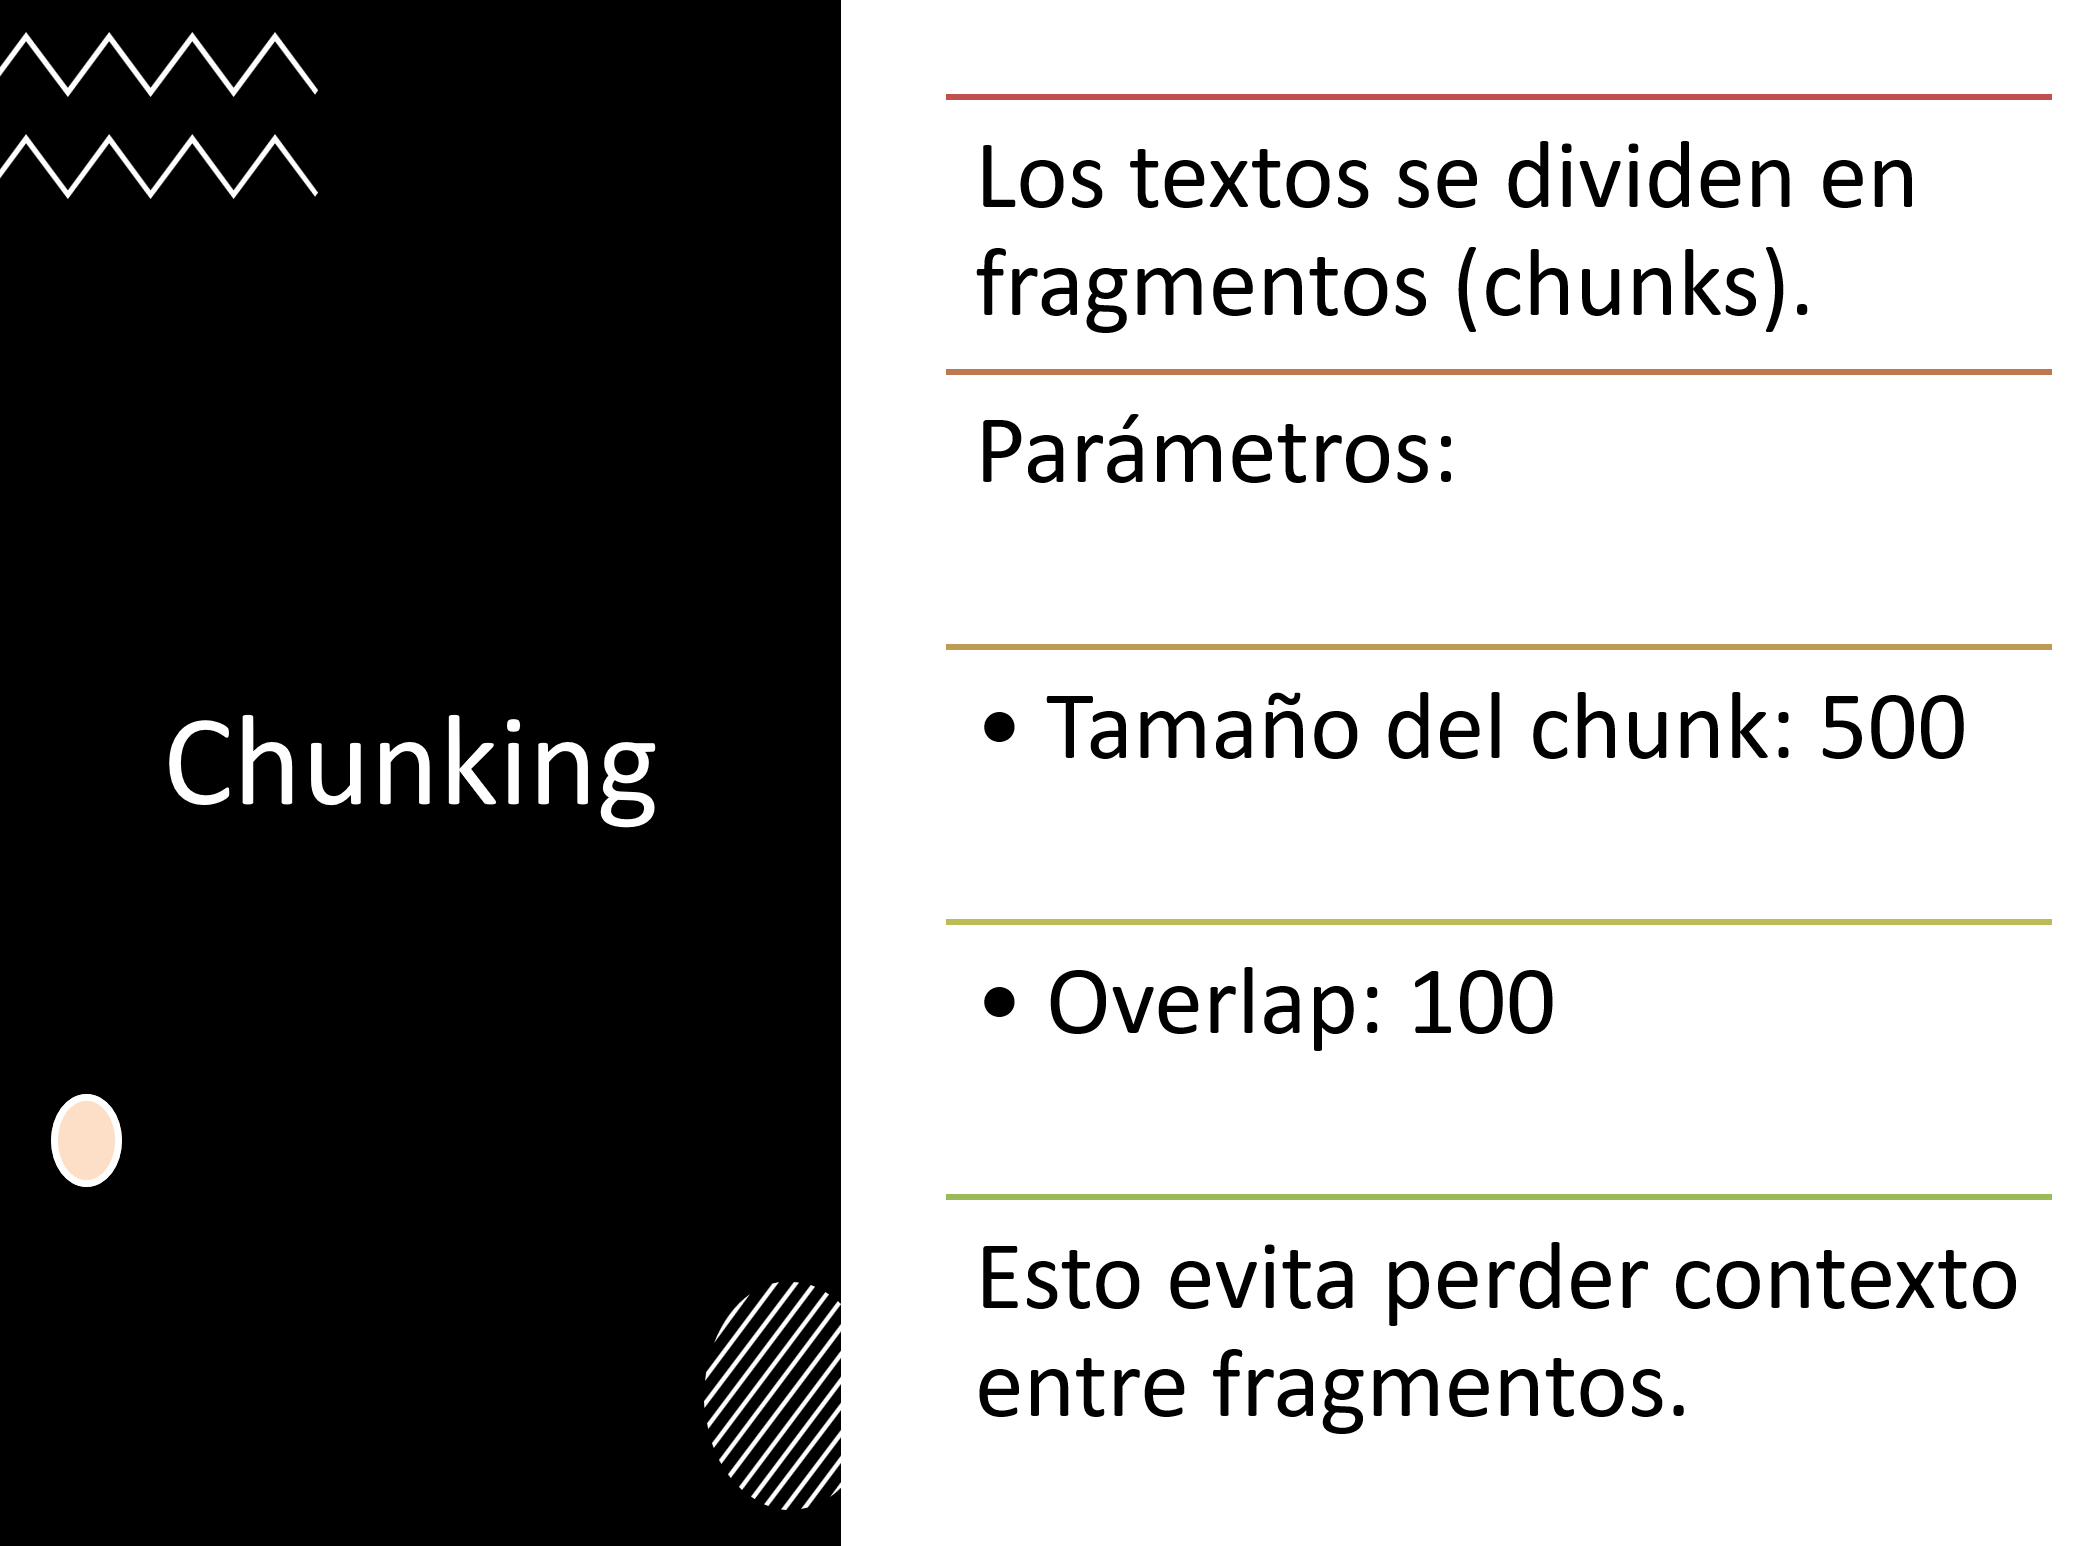 Chunking
Los textos se dividen en
fragmentos (chunks).
Parámetros:
• Tamaño del chunk: 500
• Overlap: 100
Esto evita perder contexto
entre fragmentos.